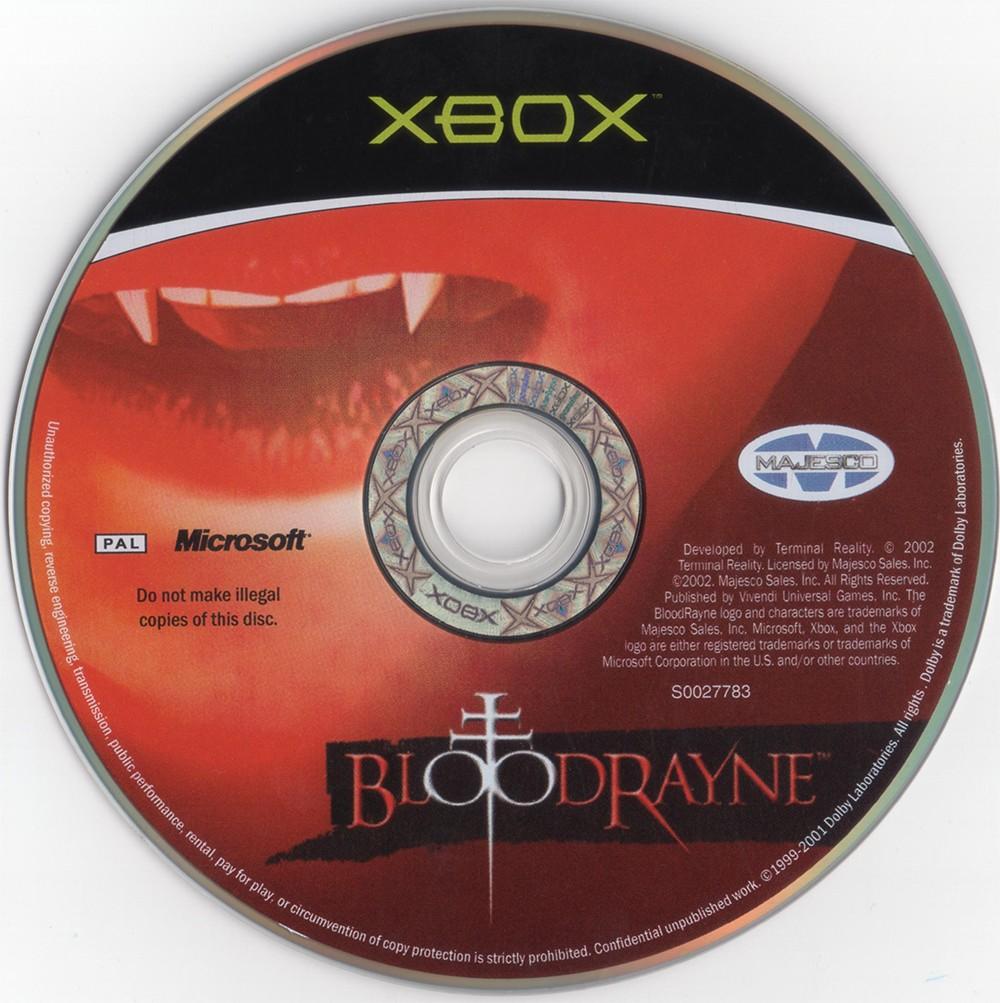 XBOX™
MAJESCO
PAL Microsoft®
Do not make illegal
copies of this disc.
Developed by Terminal Reality. © 2002
Terminal Reality. Licensed by Majesco Sales. Inc.
©2002. Majesco Sales. Inc. All Rights Reserved.
Published by Vivendi Universal Games, Inc. The
BloodRayne logo and characters are trademarks of
Majesco Sales. Inc. Microsoft, Xbox, and the Xbox
logo are either registered trademarks or trademarks of
Microsoft Corporation in the U.S. and/or other countries.
S0027783
BLOODRAYNE™
Unauthorized copying, reverse engineering, transmission, public performance, rental, pay for play, or circumvention of copy protection is strictly prohibited. Confidential unpublished work. ©1999-2001 Dolby Laboratories. All rights. Dolby is a trademark of Dolby Laboratories.
XBOX
XBOX
XBOX
XBOX